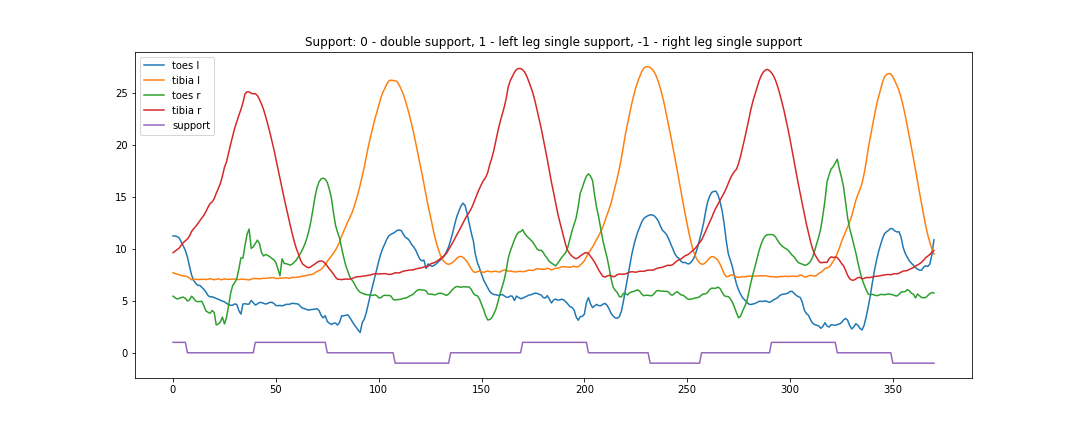 Support: 0 - double support, 1 - left leg single support, -1 - right leg single support
toes l
tibia l
toes r
tibia r
support
25
20
15
10
5
0
0 50 100 150 200 250 300 350